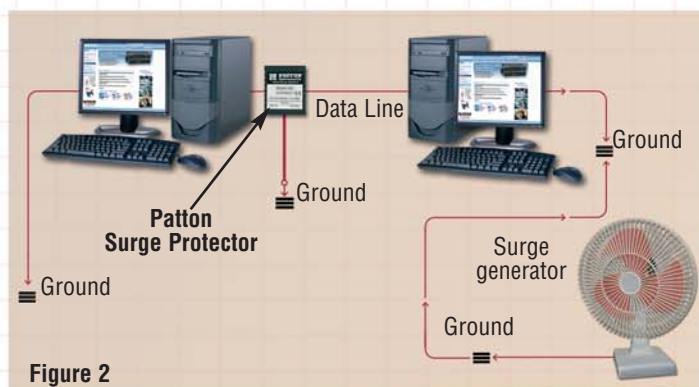 Data Line
Ground
Ground
Patton
Surge Protector
Surge
generator
Ground
Ground
Figure 2